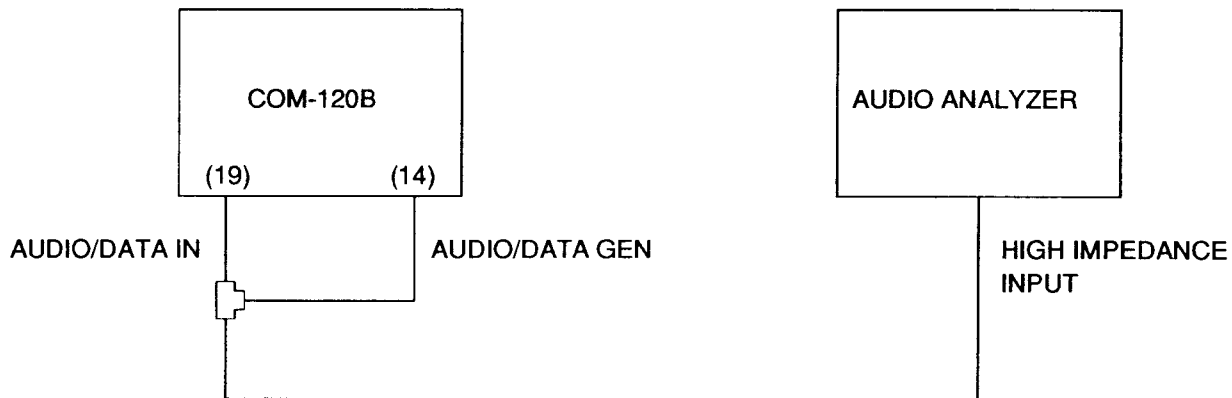 COM-120B
AUDIO ANALYZER
(19)
(14)
AUDIO/DATA IN
AUDIO/DATA GEN
HIGH IMPEDANCE
INPUT